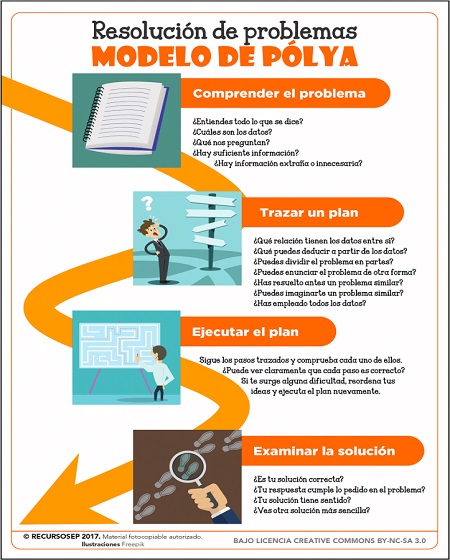 Resolución de problemas
MODELO DE PÓLYA
Comprender el problema
¿Entiendes todo lo que se dice?
¿Cuáles son los datos?
¿Qué nos preguntan?
¿Hay suficiente información?
¿Hay información extraña o innecesaria?
Trazar un plan
?
¿Qué relación tienen los datos entre si?
¿Qué puedes deducir a partir de los datos?
¿Puedes dividir el problema en partes?
¿Puedes enunciar el problema de otra forma?
¿Has resuelto antes un problema similar?
¿Puedes imaginarte un problema similar?
¿Has empleado todos los datos?
Ejecutar el plan
Sigue los pasos trazados y comprueba cada uno de ellos.
¿Puede ver claramente que cada paso es correcto?
Si te surge alguna dificultad, reordena tus
ideas y ejecuta el plan nuevamente.
Examinar la solución
¿Es tu solución correcta?
¿Tu respuesta cumple lo pedido en el problema?
¿Tu solución tiene sentido?
¿Ves otra solución más sencilla?
© RECURSOSEP 2017. Material fotocopiable autorizado.
Ilustraciones Freepik
BAJO LICENCIA CREATIVE COMMONS BY-NC-SA 3.0